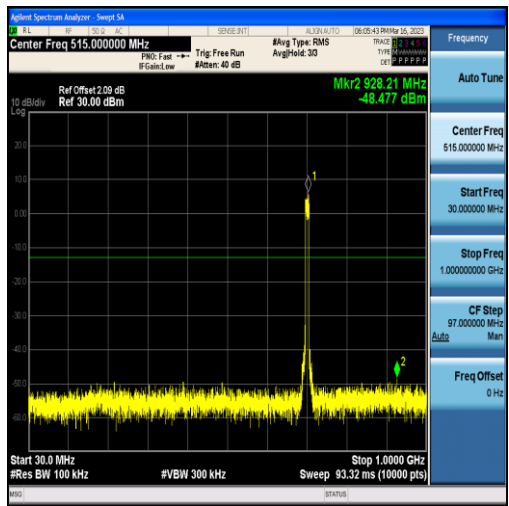 Agilent Spectrum Analyzer - Swept SA
RL RF 50 Ω AC SENSE:INT ALIGN AUTO 06:05:43 PM Mar 16, 2023
Center Freq 515.000000 MHz #Avg Type: RMS TRACE 1 2 3 4 5 6
PNO: Fast Trig: Free Run Avg|Hold: 3/3 TYPE
IFGain:Low #Atten: 40 dB DET P P P P P P
Mkr2 928.21 MHz
Ref Offset 2.09 dB
10 dB/div Ref 30.00 dBm -48.477 dBm
Log
20.0
10.0
0.00
-10.0
-20.0
-30.0
-40.0
-50.0
-60.0
1
2
Start 30.0 MHz Stop 1.0000 GHz
#Res BW 100 kHz #VBW 300 kHz Sweep 93.32 ms (10000 pts)
MSG STATUS
Frequency
Auto Tune
Center Freq
515.000000 MHz
Start Freq
30.000000 MHz
Stop Freq
1.000000000 GHz
CF Step
97.000000 MHz
Auto Man
Freq Offset
0 Hz